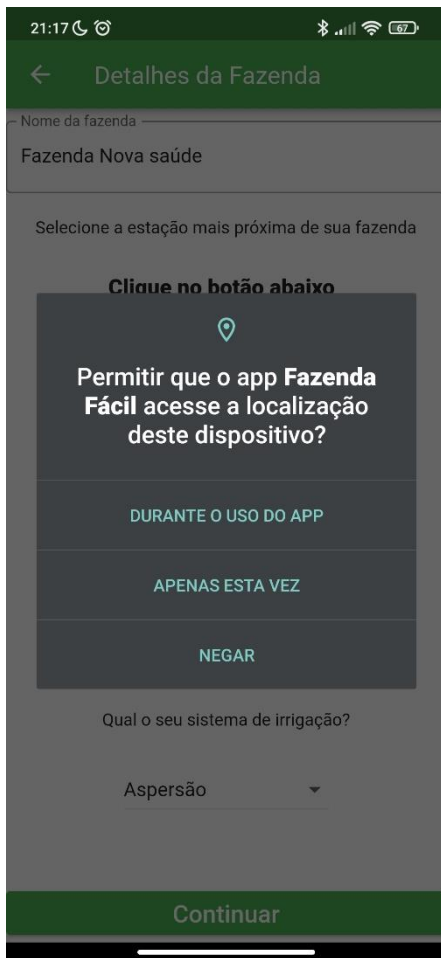 21:17
67
Detalhes da Fazenda
Nome da fazenda
Fazenda Nova saúde
Selecione a estação mais próxima de sua fazenda
Clique no botão abaixo
Permitir que o app Fazenda
Fácil acesse a localização
deste dispositivo?
DURANTE O USO DO APP
APENAS ESTA VEZ
NEGAR
Qual o seu sistema de irrigação?
Aspersão
Continuar